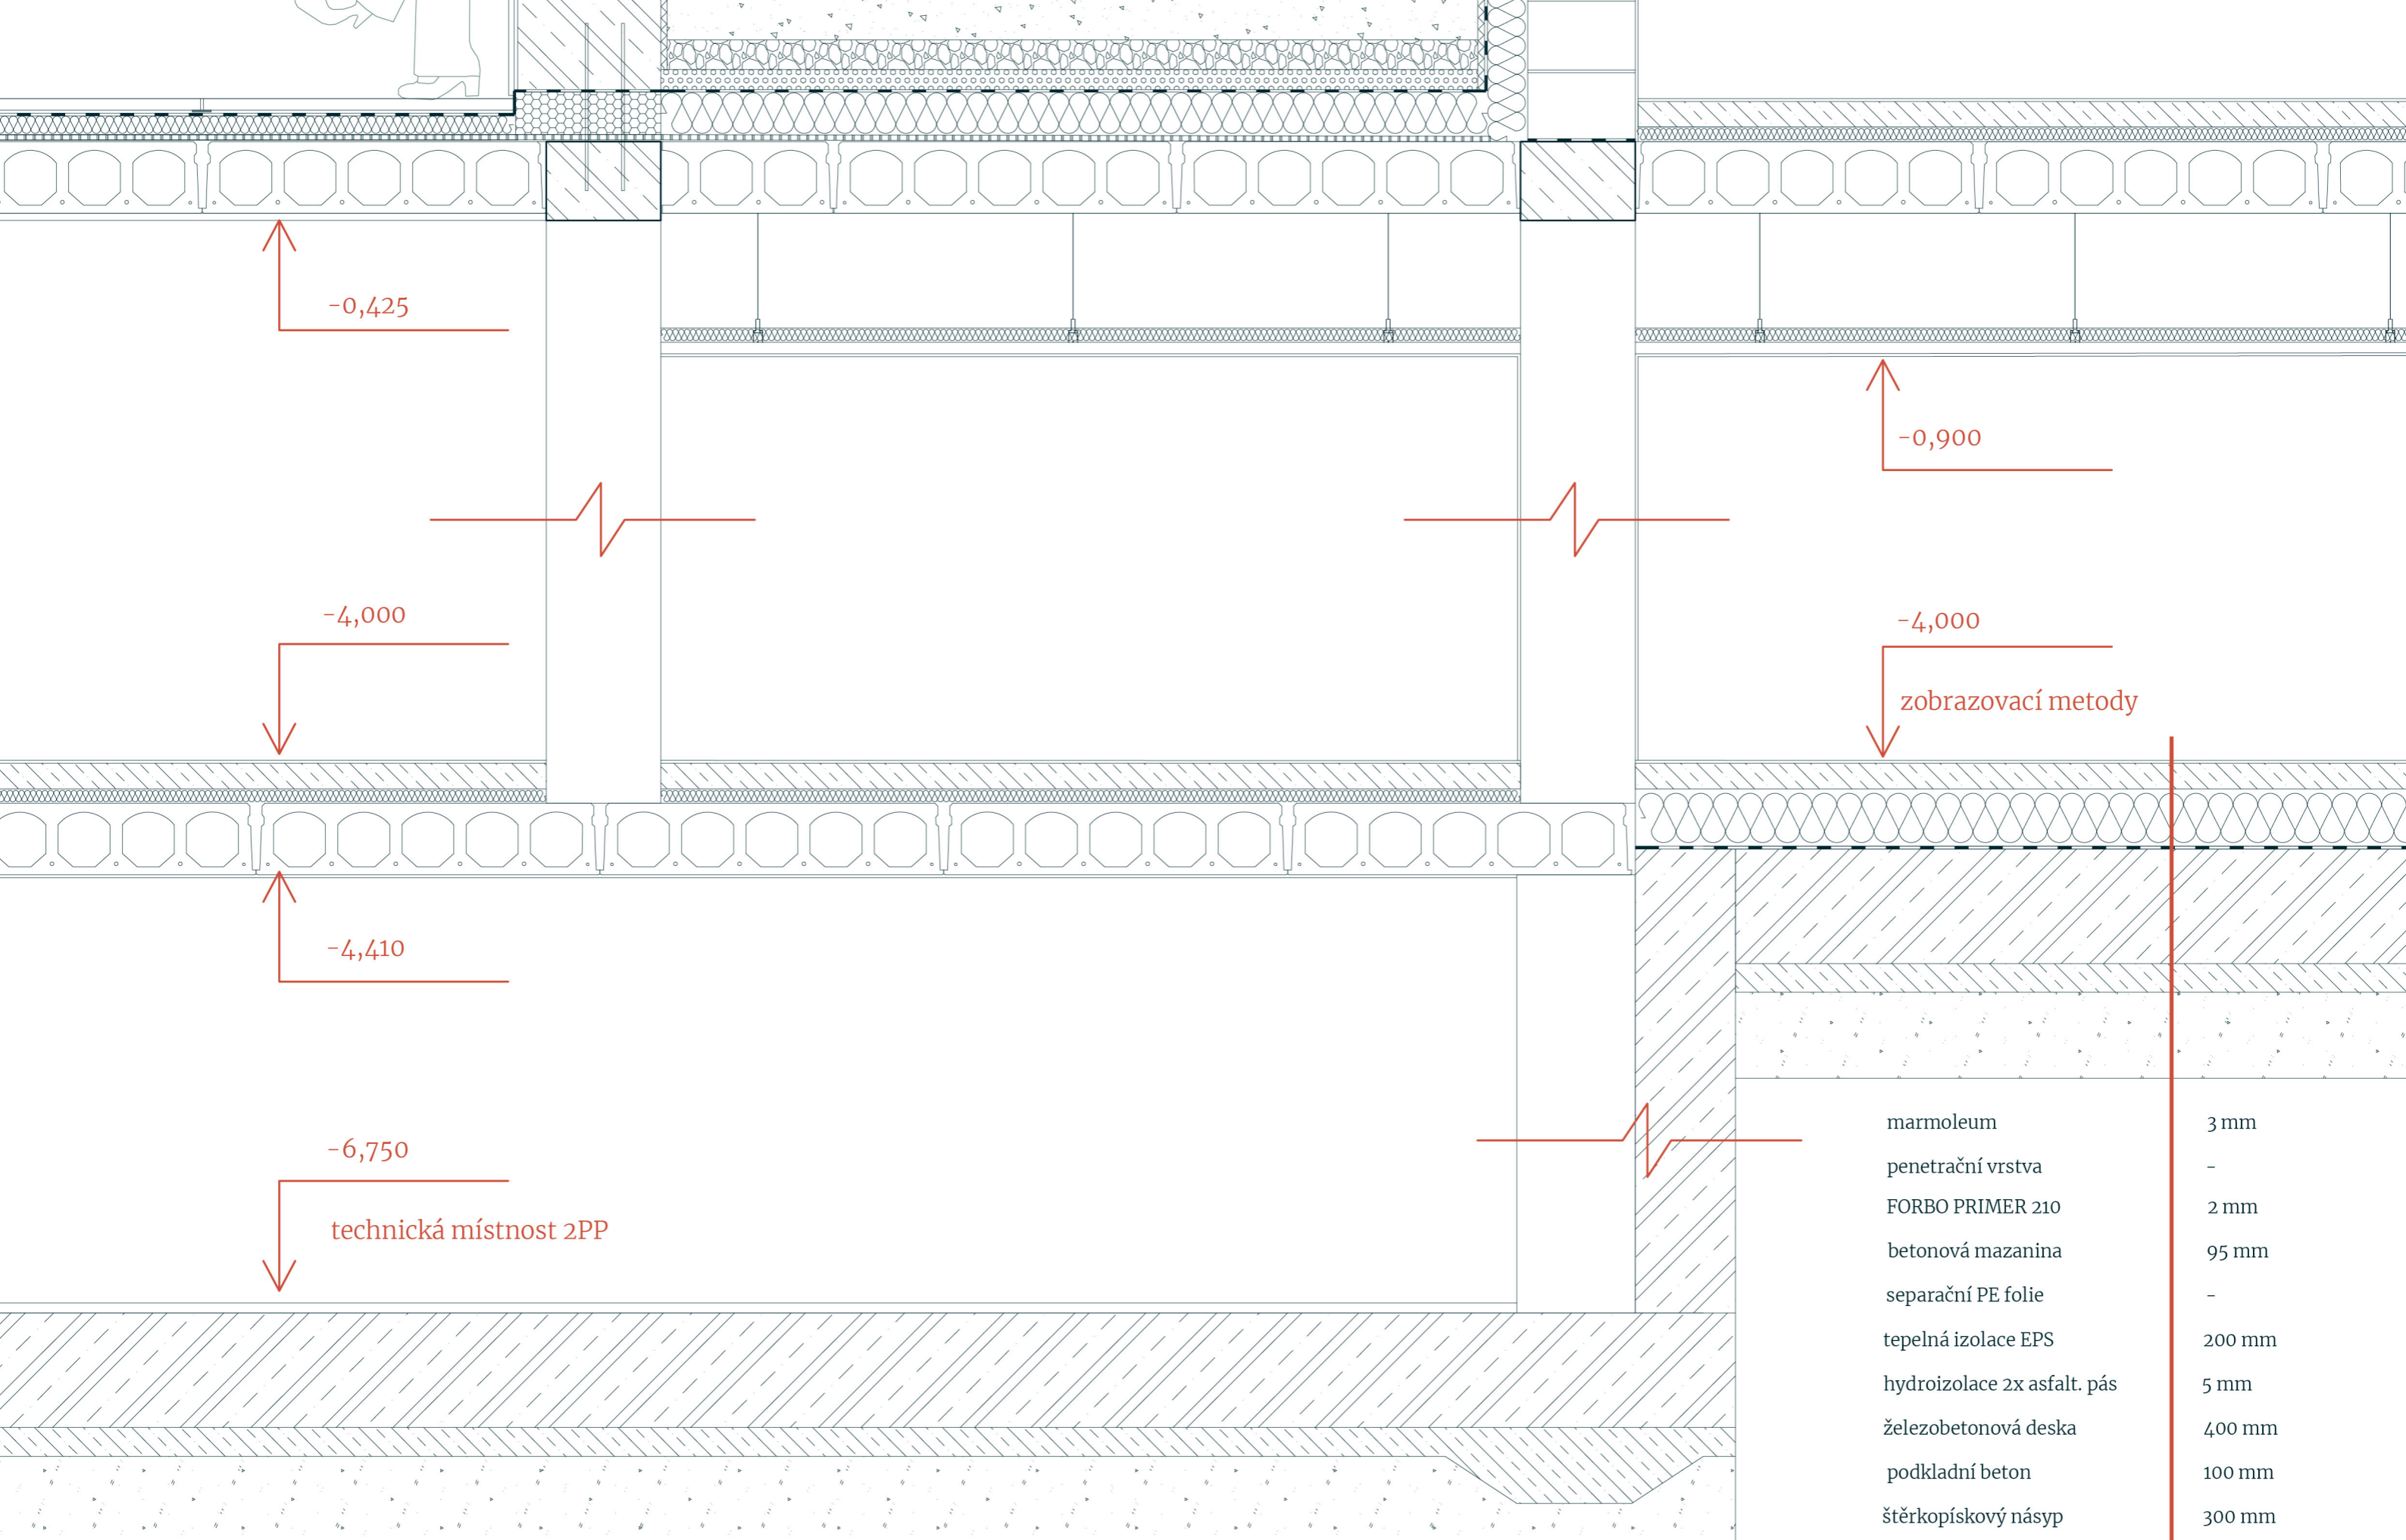 -0,425
-0,900
-4,000
-4,000
zobrazovací metody
-4,410
-6,750
technická místnost 2PP
marmoleum 3 mm
penetrační vrstva -
FORBO PRIMER 210 2 mm
betonová mazanina 95 mm
separační PE folie -
tepelná izolace EPS 200 mm
hydroizolace 2x asfalt. pás 5 mm
železobetonová deska 400 mm
podkladní beton 100 mm
štěrkopískový násyp 300 mm